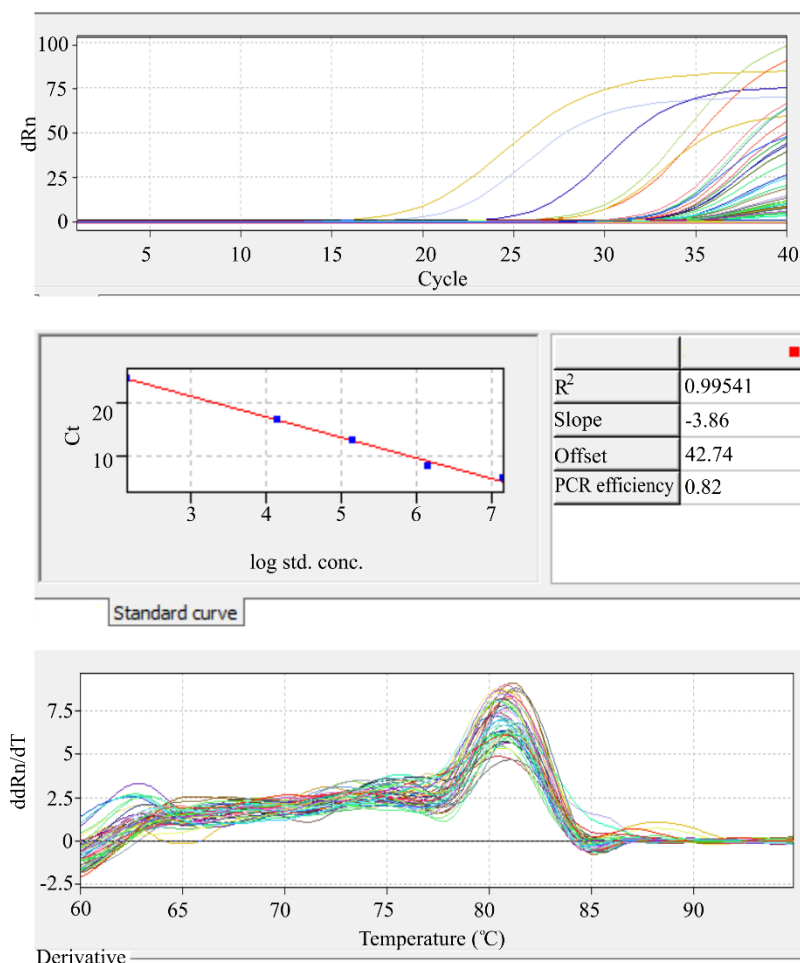 100
75
50
25
0
dRn
5 10 15 20 25 30 35 40
Cycle
20
10
Ct
3 4 5 6 7
log std. conc.
R2 0.99541
Slope -3.86
Offset 42.74
PCR efficiency 0.82
Standard curve
7.5
5
2.5
0
-2.5
ddRn/dT
60 65 70 75 80 85 90
Temperature (℃)
Derivative